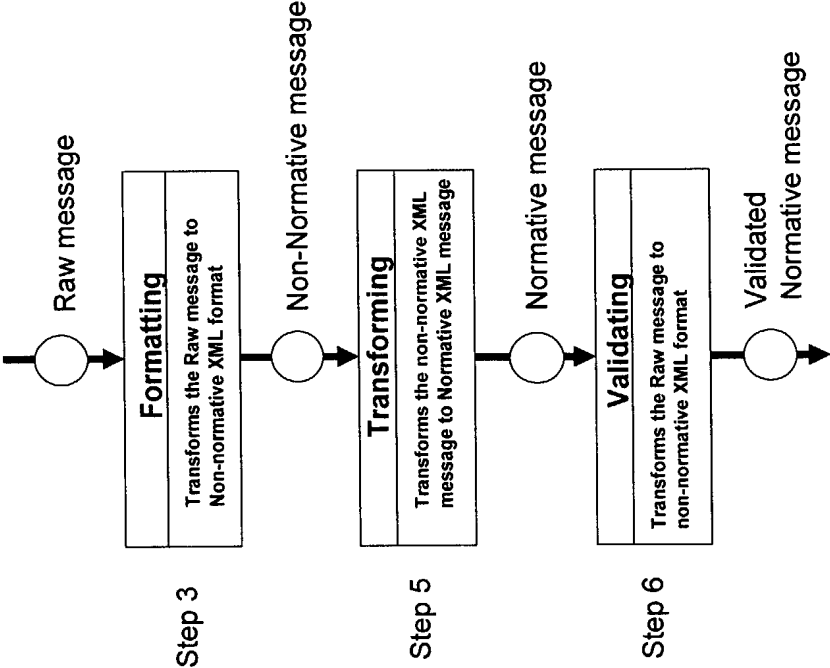 Raw message
Step 3
Formatting
Transforms the Raw message to
Non-normative XML format
Non-Normative message
Step 5
Transforming
Transforms the non-normative XML
message to Normative XML message
Normative message
Step 6
Validating
Transforms the Raw message to
non-normative XML format
Validated
Normative message